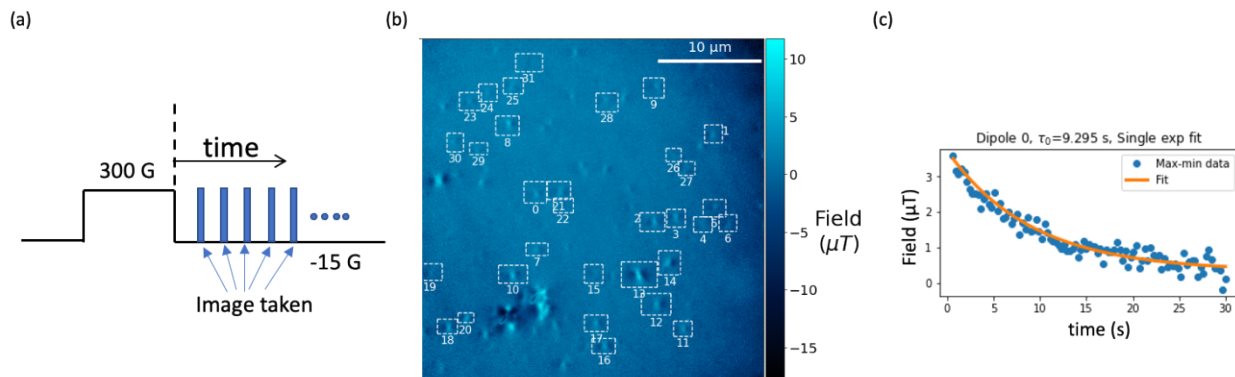 (a)
300 G
time
-15 G
Image taken
(b)
10 μm
31
25
24
23
9
28
8
1
30
29
26
27
0
21
22
2
3
4
5
6
7
19
10
15
13
14
12
18
20
17
11
16
10
5
0
−5
−10
−15
Field
(μT)
(c)
Dipole 0, τ₀=9.295 s, Single exp fit
Max-min data
Fit
Field (μT)
3
2
1
0
0 5 10 15 20 25 30
time (s)